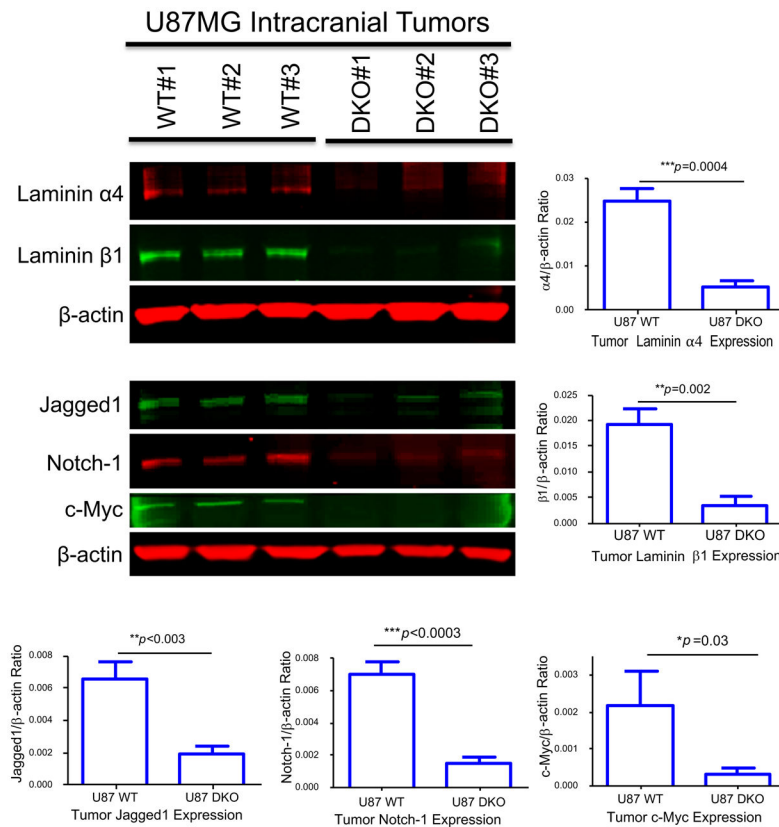 U87MG Intracranial Tumors
WT#1
WT#2
WT#3
DKO#1
DKO#2
DKO#3
Laminin α4
Laminin β1
β-actin
***p=0.0004
α4/β-actin Ratio
0.03
0.02
0.01
0.00
U87 WT U87 DKO
Tumor Laminin α4 Expression
Jagged1
Notch-1
c-Myc
β-actin
**p=0.002
β1/β-actin Ratio
0.025
0.020
0.015
0.010
0.005
0.000
U87 WT U87 DKO
Tumor Laminin β1 Expression
**p<0.003
Jagged1/β-actin Ratio
0.008
0.006
0.004
0.002
0.000
U87 WT U87 DKO
Tumor Jagged1 Expression
***p<0.0003
Notch-1/β-actin Ratio
0.008
0.006
0.004
0.002
0.000
U87 WT U87 DKO
Tumor Notch-1 Expression
*p=0.03
c-Myc/β-actin Ratio
0.003
0.002
0.001
0.000
U87 WT U87 DKO
Tumor c-Myc Expression